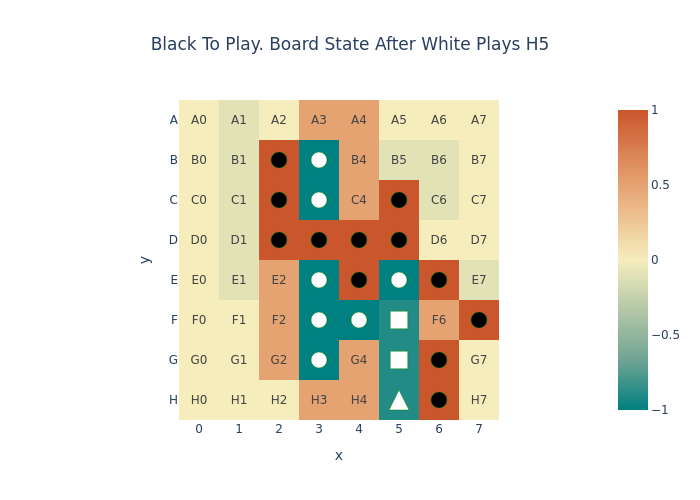 Black To Play. Board State After White Plays H5
A A0 A1 A2 A3 A4 A5 A6 A7
B B0 B1 B4 B5 B6 B7
C C0 C1 C4 C6 C7
D D0 D1 D6 D7
E E0 E1 E2 E7
F F0 F1 F2 F6
G G0 G1 G2 G4 G7
H H0 H1 H2 H3 H4 H7
0 1 2 3 4 5 6 7
x
y
1
0.5
0
−0.5
−1